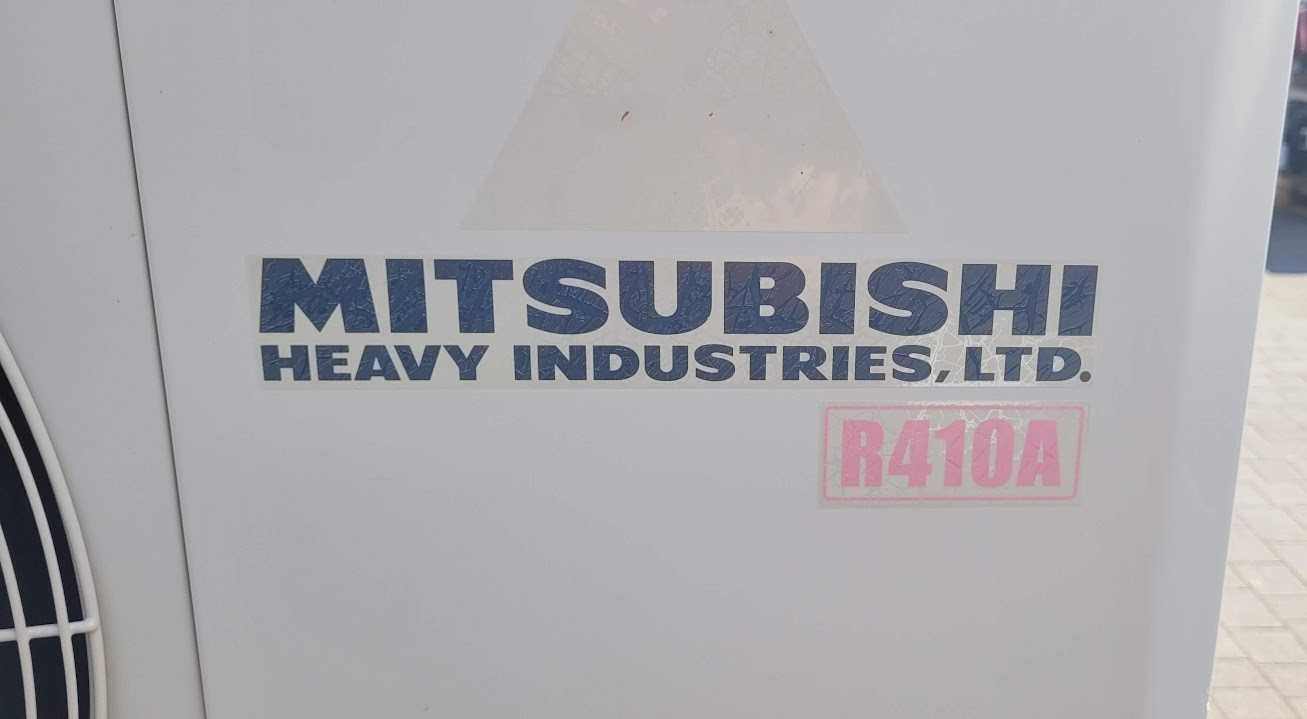 MITSUBISHI
HEAVY INDUSTRIES, LTD.
R410A